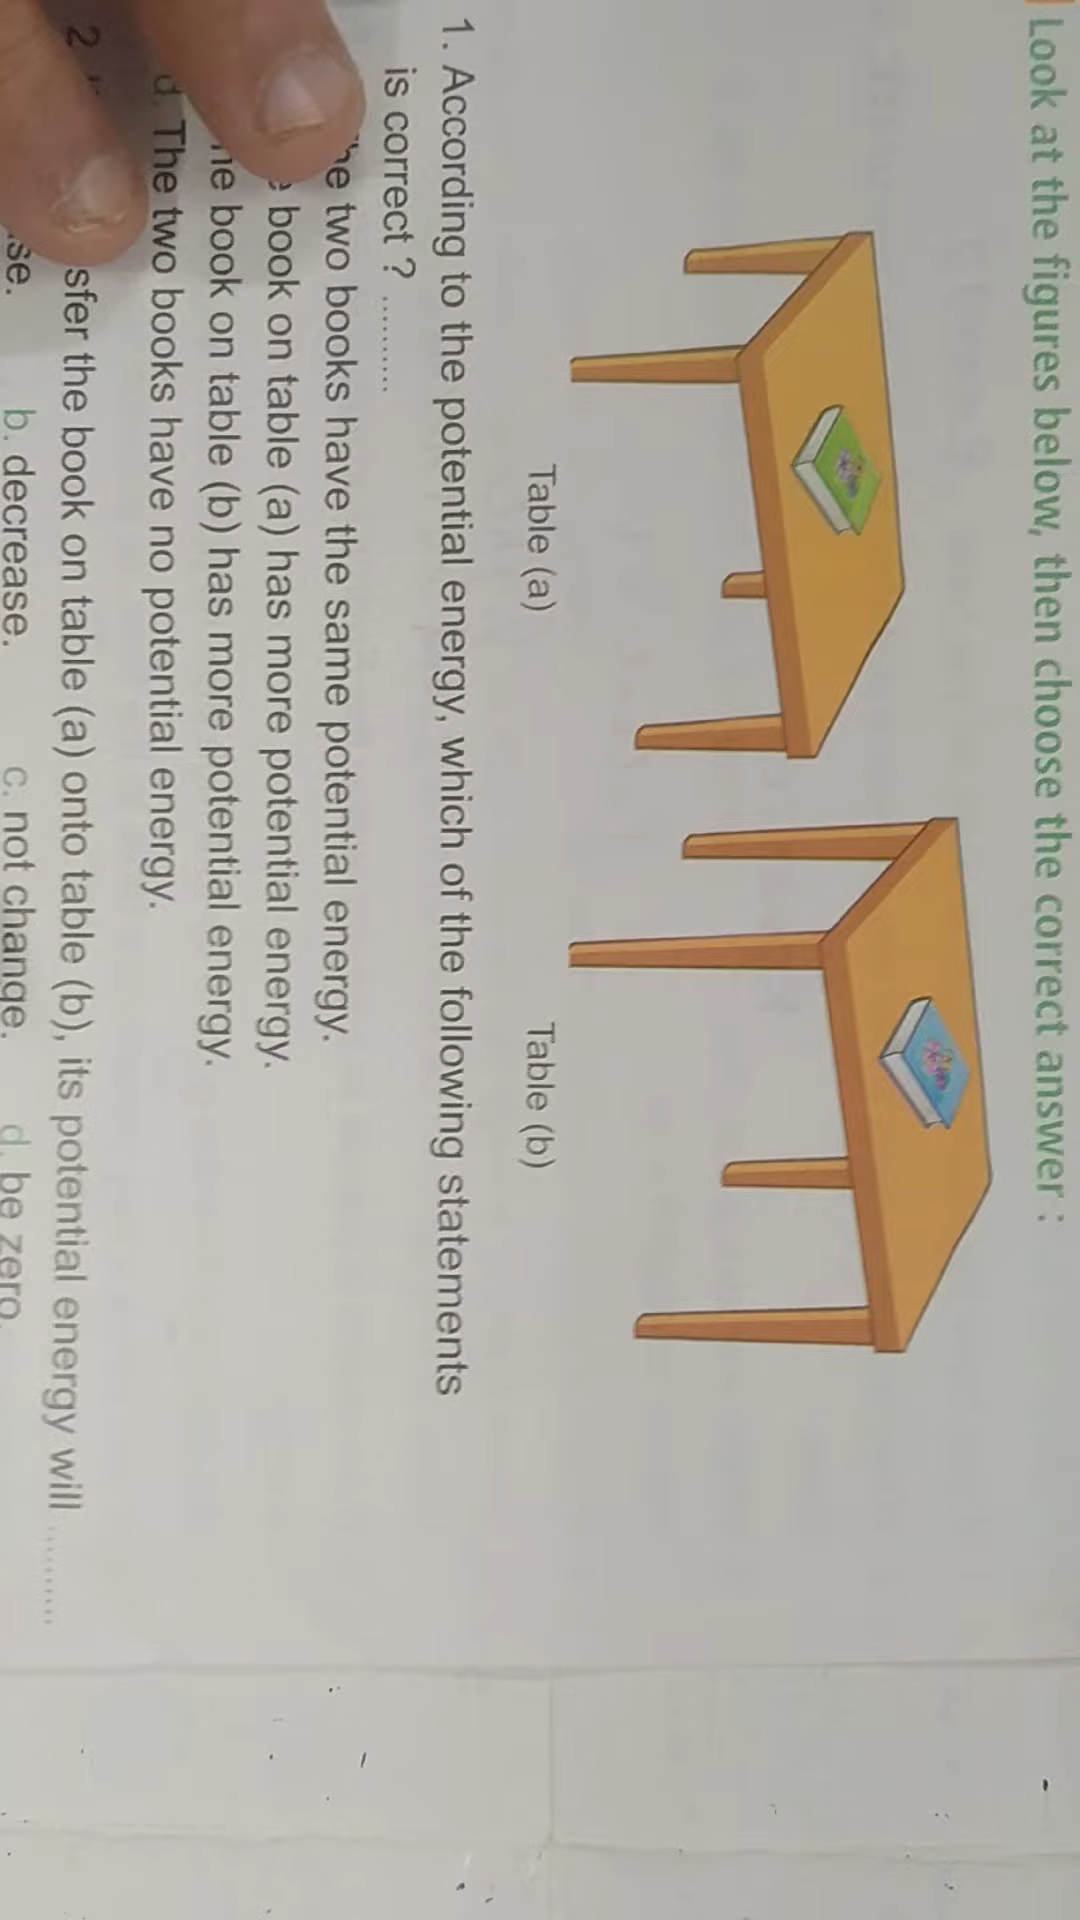 Look at the figures below, then choose the correct answer :
Table (a) Table (b)
1. According to the potential energy, which of the following statements
is correct ? .........
two books have the same potential energy.
book on table (a) has more potential energy.
book on table (b) has more potential energy.
d. The two books have no potential energy.
2 the book on table (a) onto table (b), its potential energy will .........
b. decrease. c. not change. d. be zero.